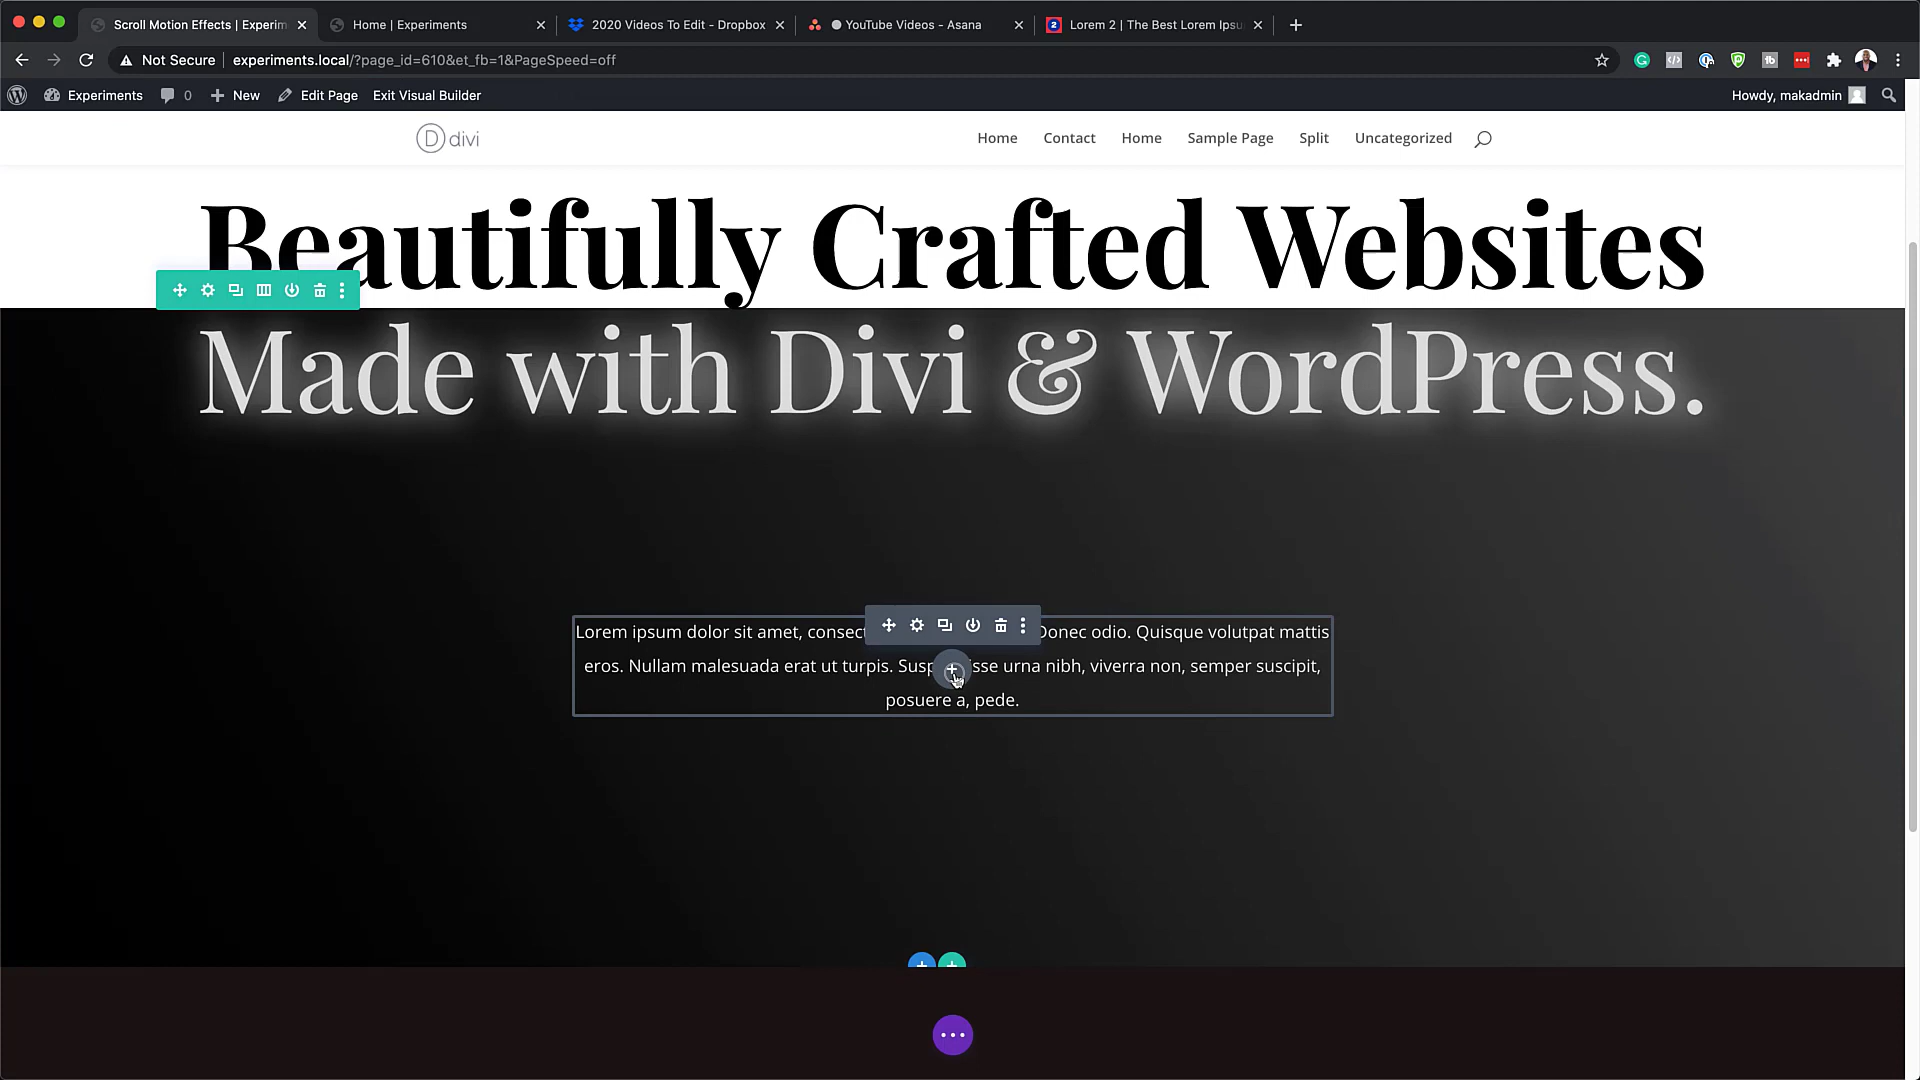 Scroll Motion Effects | Experim
Home | Experiments
2020 Videos To Edit - Dropbox
YouTube Videos - Asana
2
Lorem 2 | The Best Lorem Ipsu
Not Secure
experiments.local/?page_id=610&et_fb=1&PageSpeed=off
Experiments
0
New
Edit Page
Exit Visual Builder
Howdy, makadmin
D divi
Home
Contact
Home
Sample Page
Split
Uncategorized
Beautifully Crafted Websites
Made with Divi & WordPress.
Lorem ipsum dolor sit amet, consect Donec odio. Quisque volutpat mattis
eros. Nullam malesuada erat ut turpis. Susp isse urna nibh, viverra non, semper suscipit,
posuere a, pede.